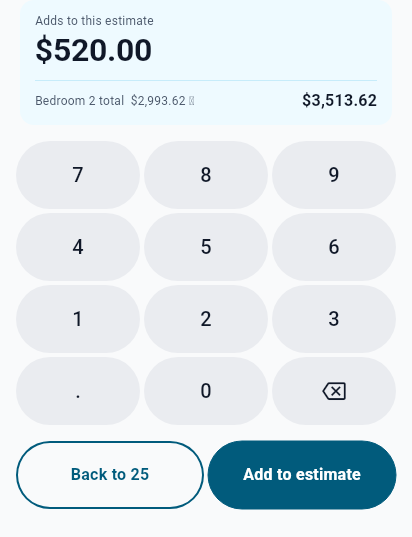 Adds to this estimate
$520.00
Bedroom 2 total $2,993.62 $3,513.62
7 8 9
4 5 6
1 2 3
. 0
Back to 25 Add to estimate